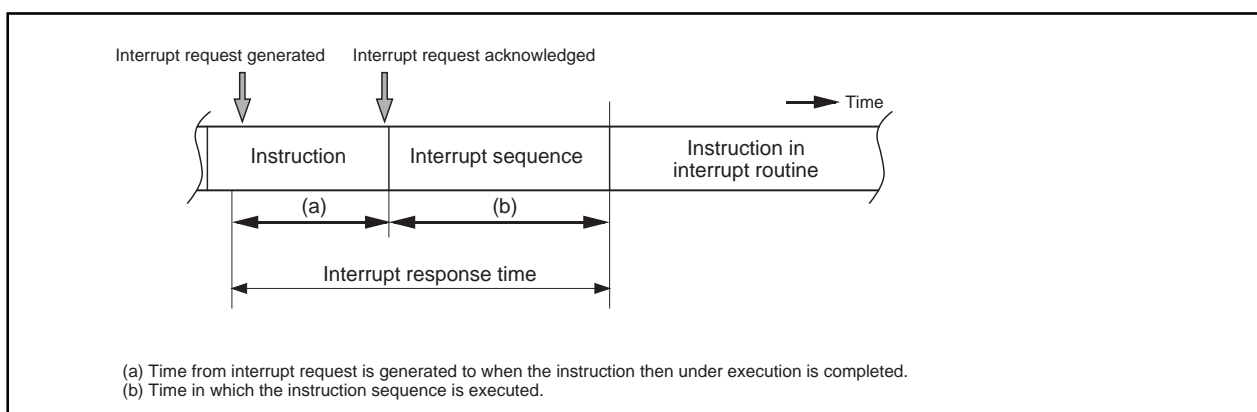 Interrupt request generated
Interrupt request acknowledged
Time
Instruction
Interrupt sequence
Instruction in
interrupt routine
(a)
(b)
Interrupt response time
(a) Time from interrupt request is generated to when the instruction then under execution is completed.
(b) Time in which the instruction sequence is executed.